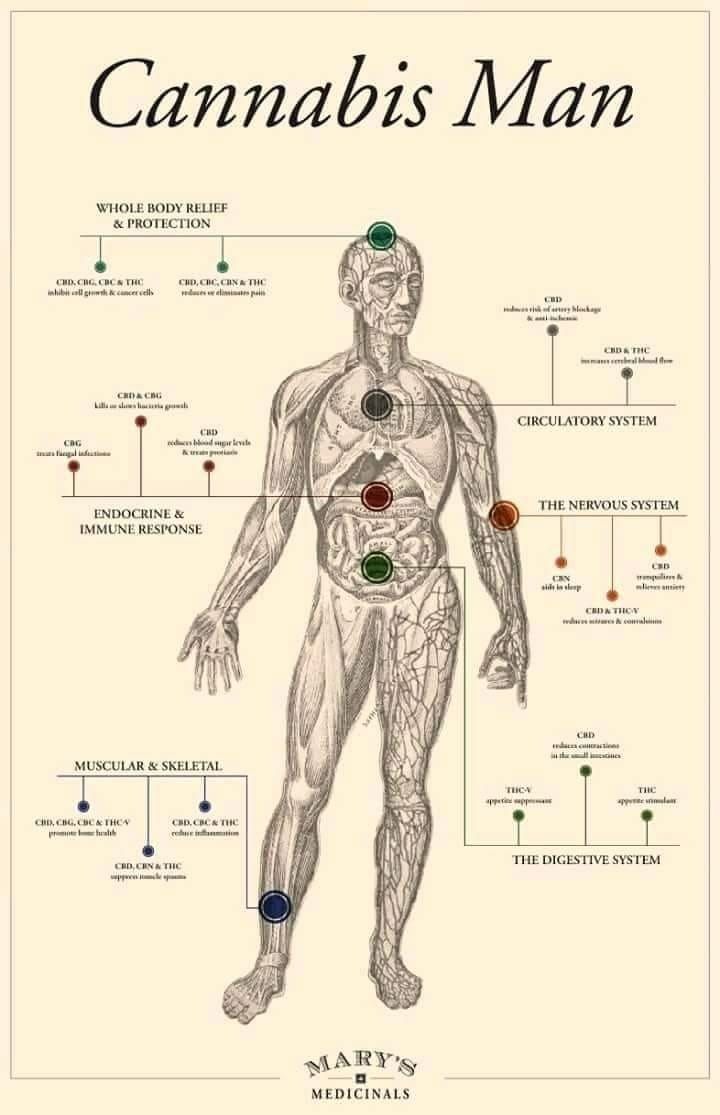 Cannabis Man
WHOLE BODY RELIEF
& PROTECTION
CBD, CBG, CBC & THC
inhibit cell growth & cancer cells
CBD, CBC, CBN & THC
reduces or eliminates pain
CBD
reduces risk of artery blockage
& anti-ischemic
CBD & THC
increases cerebral blood flow
CIRCULATORY SYSTEM
CBD & CBG
kills or slows bacteria growth
CBG
treats fungal infections
CBD
reduces blood sugar levels
& treats psoriasis
ENDOCRINE &
IMMUNE RESPONSE
THE NERVOUS SYSTEM
CBN
aids in sleep
CBD & THC-V
reduces seizures & convulsions
CBD
tranquilizes &
relieves anxiety
MUSCULAR & SKELETAL
CBD, CBG, CBC & THC-V
promote bone health
CBD, CBN & THC
suppress muscle spasms
CBD, CBC & THC
reduce inflammation
CBD
reduces contractions
in the small intestines
THC-V
appetite suppressant
THC
appetite stimulant
THE DIGESTIVE SYSTEM
MARY'S
MEDICINALS